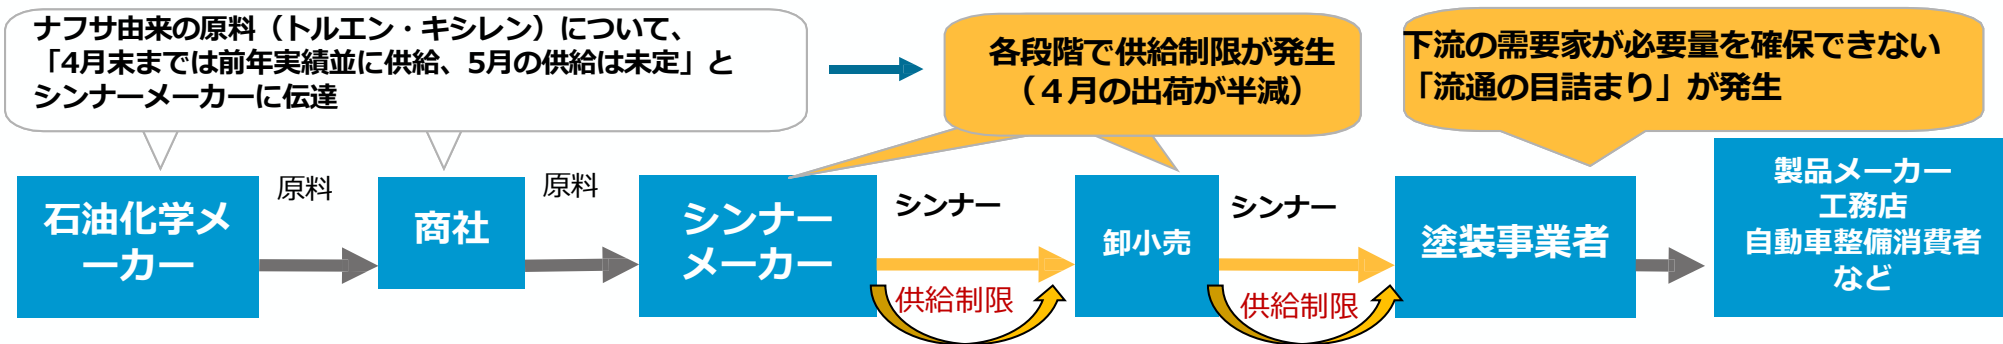 ナフサ由来の原料（トルエン・キシレン）について、
「4月末までは前年実績並に供給、5月の供給は未定」と
シンナーメーカーに伝達
各段階で供給制限が発生
（４月の出荷が半減）
下流の需要家が必要量を確保できない
「流通の目詰まり」が発生
石油化学メ
ーカー
原料
商社
原料
シンナー
メーカー
シンナー
供給制限
卸小売
シンナー
供給制限
塗装事業者
製品メーカー
工務店
自動車整備消費者
など